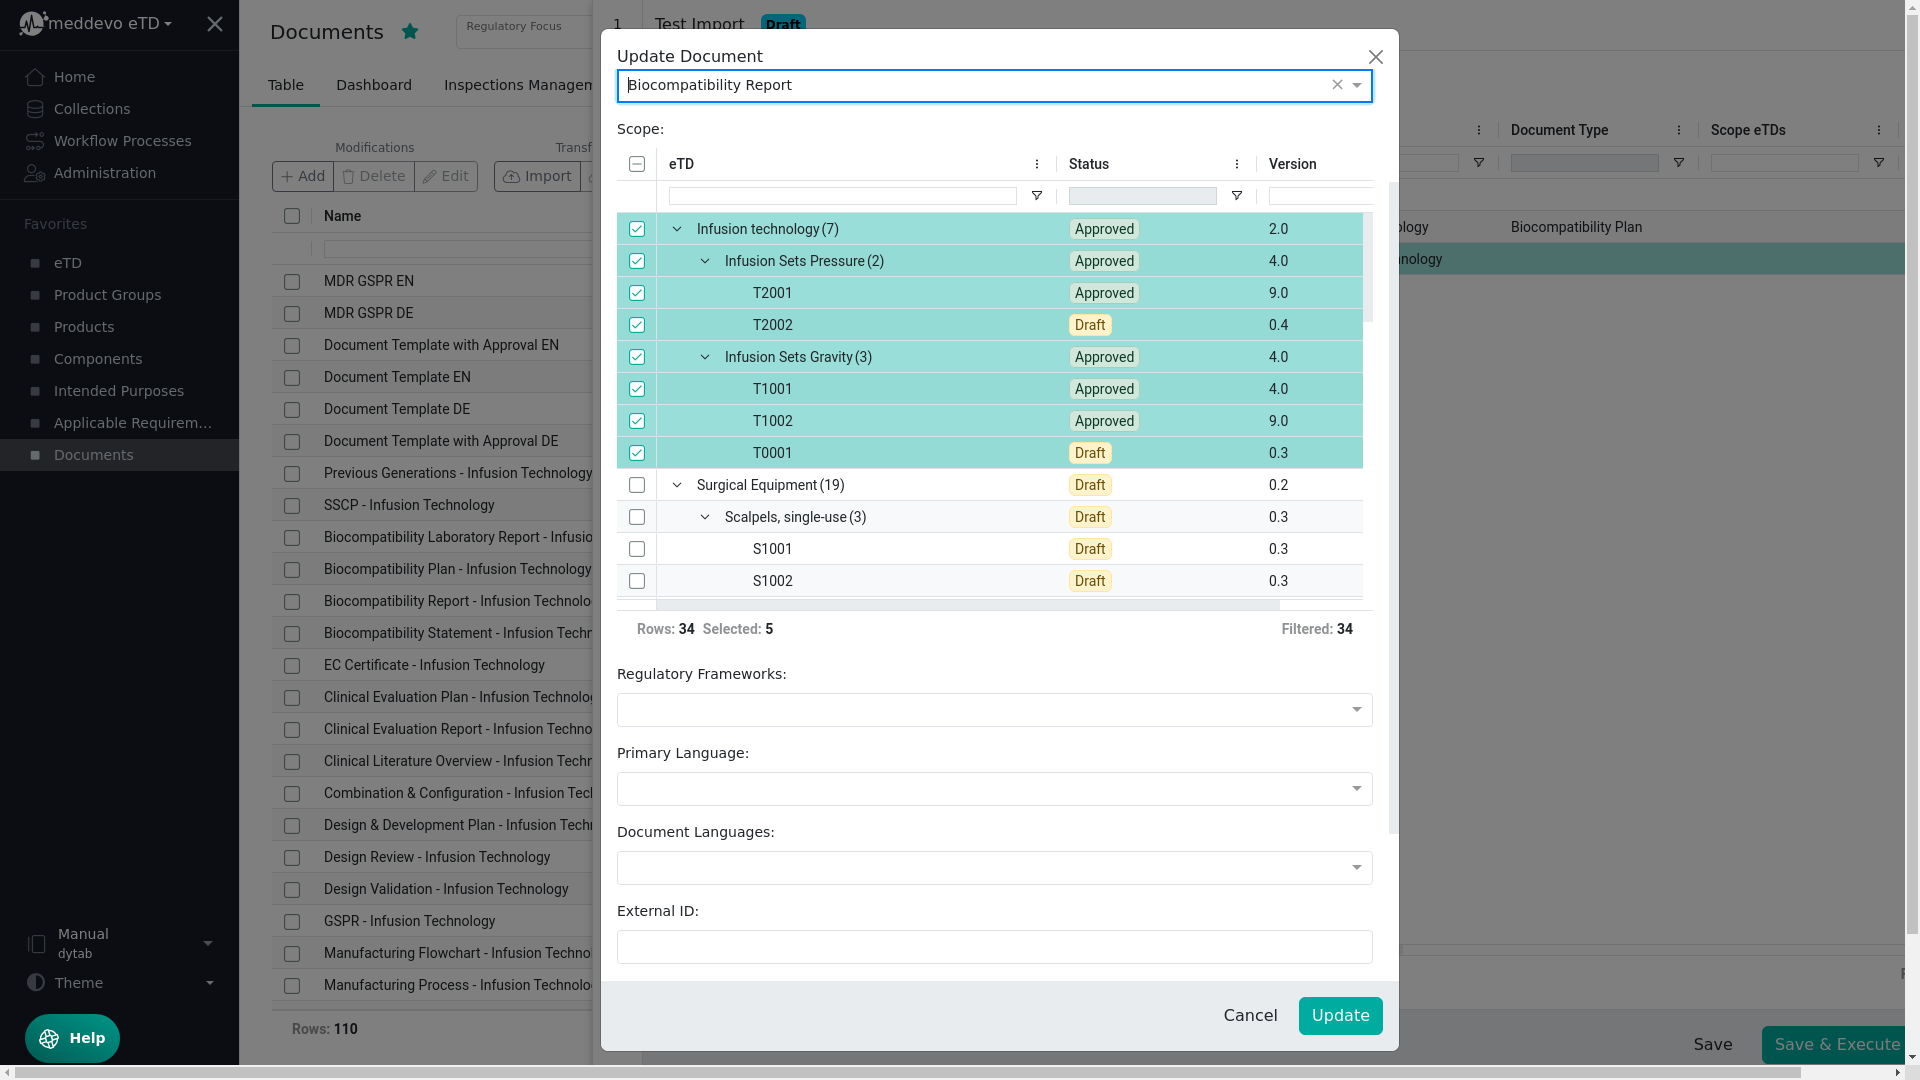 meddevo eTD
Home
Collections
Workflow Processes
Administration
Favorites
eTD
Product Groups
Products
Components
Intended Purposes
Applicable Requirem...
Documents
Manual
dytab
Theme
Help
Documents
Regulatory Focus
Table Dashboard Inspections Managem
Modifications
Transf
Add Delete Edit Import
Name
MDR GSPR EN
MDR GSPR DE
Document Template with Approval EN
Document Template EN
Document Template DE
Document Template with Approval DE
Previous Generations - Infusion Technology
SSCP - Infusion Technology
Biocompatibility Laboratory Report - Infusio
Biocompatibility Plan - Infusion Technology
Biocompatibility Report - Infusion Technolo
Biocompatibility Statement - Infusion Techn
EC Certificate - Infusion Technology
Clinical Evaluation Plan - Infusion Technolo
Clinical Evaluation Report - Infusion Techno
Clinical Literature Overview - Infusion Techn
Combination & Configuration - Infusion Tec
Design & Development Plan - Infusion Techn
Design Review - Infusion Technology
Design Validation - Infusion Technology
GSPR - Infusion Technology
Manufacturing Flowchart - Infusion Techno
Manufacturing Process - Infusion Technolo
Rows: 110
1 Test Import Draft
Update Document
Biocompatibility Report
Scope:
eTD Status Version
Infusion technology (7) Approved 2.0
Infusion Sets Pressure (2) Approved 4.0
T2001 Approved 9.0
T2002 Draft 0.4
Infusion Sets Gravity (3) Approved 4.0
T1001 Approved 4.0
T1002 Approved 9.0
T0001 Draft 0.3
Surgical Equipment (19) Draft 0.2
Scalpels, single-use (3) Draft 0.3
S1001 Draft 0.3
S1002 Draft 0.3
Rows: 34 Selected: 5 Filtered: 34
Regulatory Frameworks:
Primary Language:
Document Languages:
External ID:
Cancel Update
Document Type Scope eTDs
ology Biocompatibility Plan
nology
Save Save & Execute